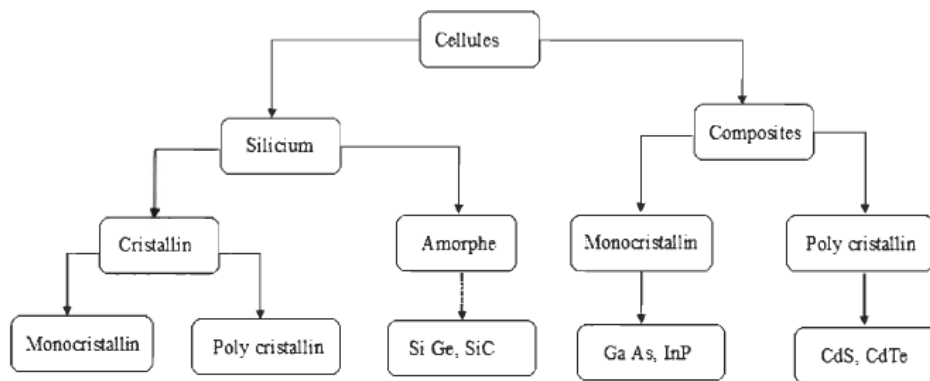 Cellules
Silicium
Composites
Cristallin
Amorphe
Monocristallin
Poly cristallin
Monocristallin
Poly cristallin
Si Ge, SiC
Ga As, InP
CdS, CdTe